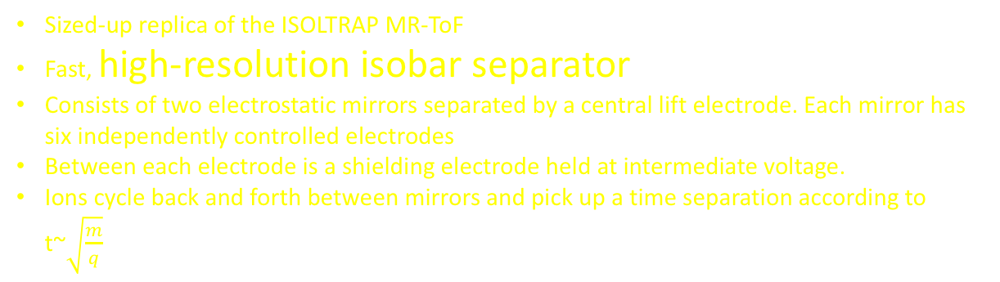 • Sized-up replica of the ISOLTRAP MR-ToF
• Fast, high-resolution isobar separator
• Consists of two electrostatic mirrors separated by a central lift electrode. Each mirror has
six independently controlled electrodes
• Between each electrode is a shielding electrode held at intermediate voltage.
• Ions cycle back and forth between mirrors and pick up a time separation according to
t~√(m/q)